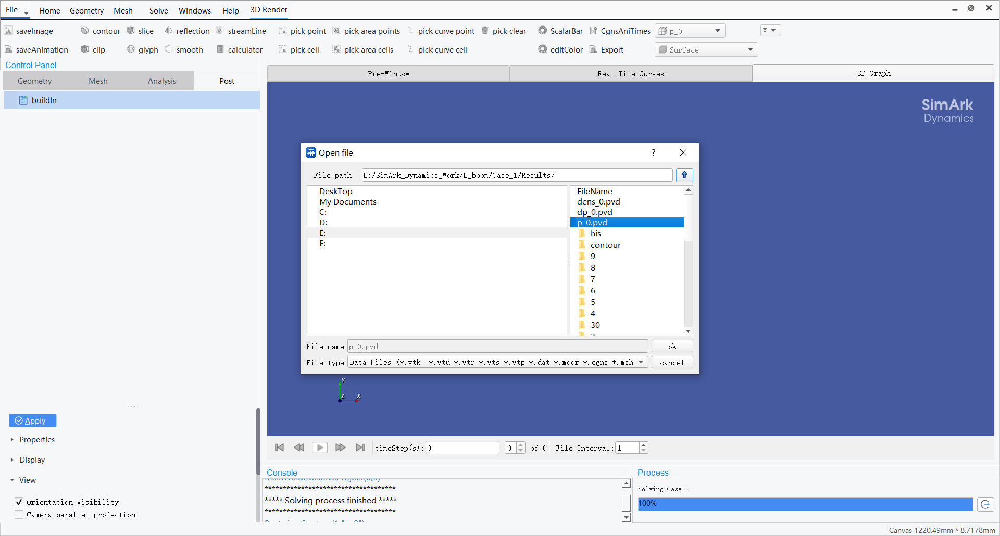 File Home Geometry Mesh Solve Windows Help 3D Render
saveImage contour slice reflection streamLine pick point pick area points pick curve point pick clear ScalarBar CgnsAniTimes p_0 X
saveAnimation clip glyph smooth calculator pick cell pick area cells pick curve cell editColor Export Surface
Control Panel
Geometry Mesh Analysis Post
buildIn
Pre-Window Real Time Curves 3D Graph
SimArk
Dynamics
Open file ?
File path E:/SimArk_Dynamics_Work/L_boom/Case_1/Results/
DeskTop
My Documents
C:
D:
E:
F:
FileName
dens_0.pvd
dp_0.pvd
p_0.pvd
his
contour
9
8
7
6
5
4
30
File name p_0.pvd ok
File type Data Files (*.vtk *.vtu *.vtr *.vts *.vtp *.dat *.moor *.cgns *.msh cancel
Y
Z X
Apply
Properties
Display
View
Orientation Visibility
Camera parallel projection
timeStep(s): 0 0 of 0 File Interval: 1
Console
************************************
***** Solving process finished *****
************************************
Process
Solving Case_1
100%
Canvas 1220.49mm * 8.7178mm